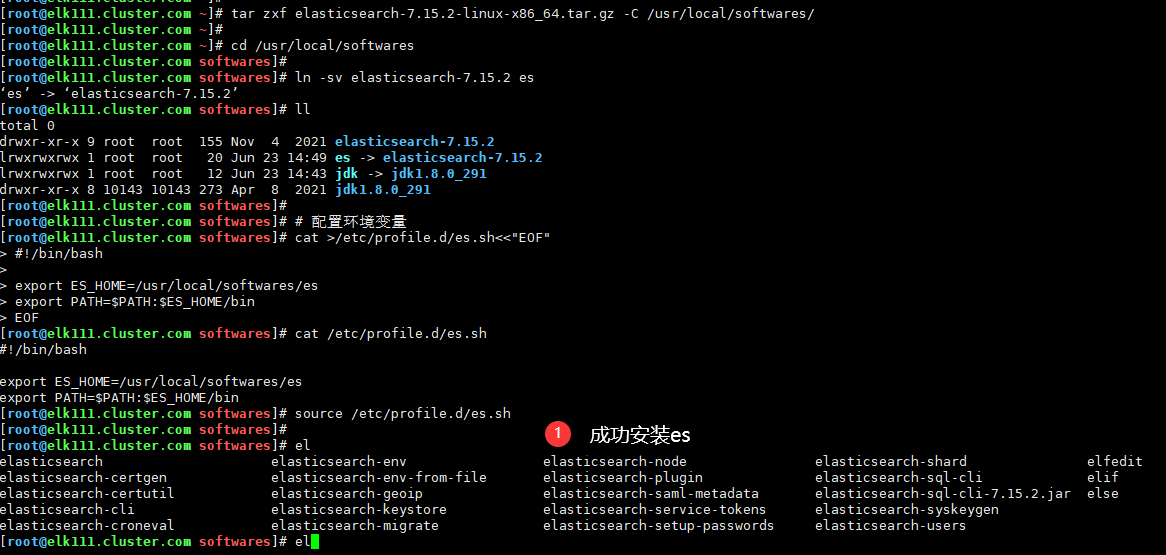 [root@elk111.cluster.com ~]#
[root@elk111.cluster.com ~]# tar zxf elasticsearch-7.15.2-linux-x86_64.tar.gz -C /usr/local/softwares/
[root@elk111.cluster.com ~]#
[root@elk111.cluster.com ~]# cd /usr/local/softwares
[root@elk111.cluster.com softwares]#
[root@elk111.cluster.com softwares]# ln -sv elasticsearch-7.15.2 es
‘es’ -> ‘elasticsearch-7.15.2’
[root@elk111.cluster.com softwares]# ll
total 0
drwxr-xr-x 9 root  root  155 Nov  4  2021 elasticsearch-7.15.2
lrwxrwxrwx 1 root  root   20 Jun 23 14:49 es -> elasticsearch-7.15.2
lrwxrwxrwx 1 root  root   12 Jun 23 14:43 jdk -> jdk1.8.0_291
drwxr-xr-x 8 10143 10143 273 Apr  8  2021 jdk1.8.0_291
[root@elk111.cluster.com softwares]#
[root@elk111.cluster.com softwares]# # 配置环境变量
[root@elk111.cluster.com softwares]# cat >/etc/profile.d/es.sh<<"EOF"
> #!/bin/bash
>
> export ES_HOME=/usr/local/softwares/es
> export PATH=$PATH:$ES_HOME/bin
> EOF
[root@elk111.cluster.com softwares]# cat /etc/profile.d/es.sh
#!/bin/bash
export ES_HOME=/usr/local/softwares/es
export PATH=$PATH:$ES_HOME/bin
[root@elk111.cluster.com softwares]# source /etc/profile.d/es.sh
[root@elk111.cluster.com softwares]#
1 成功安装es
[root@elk111.cluster.com softwares]# el
elasticsearch elasticsearch-env elasticsearch-node elasticsearch-shard elfedit
elasticsearch-certgen elasticsearch-env-from-file elasticsearch-plugin elasticsearch-sql-cli elif
elasticsearch-certutil elasticsearch-geoip elasticsearch-saml-metadata elasticsearch-sql-cli-7.15.2.jar else
elasticsearch-cli elasticsearch-keystore elasticsearch-service-tokens elasticsearch-syskeygen
elasticsearch-croneval elasticsearch-migrate elasticsearch-setup-passwords elasticsearch-users
[root@elk111.cluster.com softwares]# el